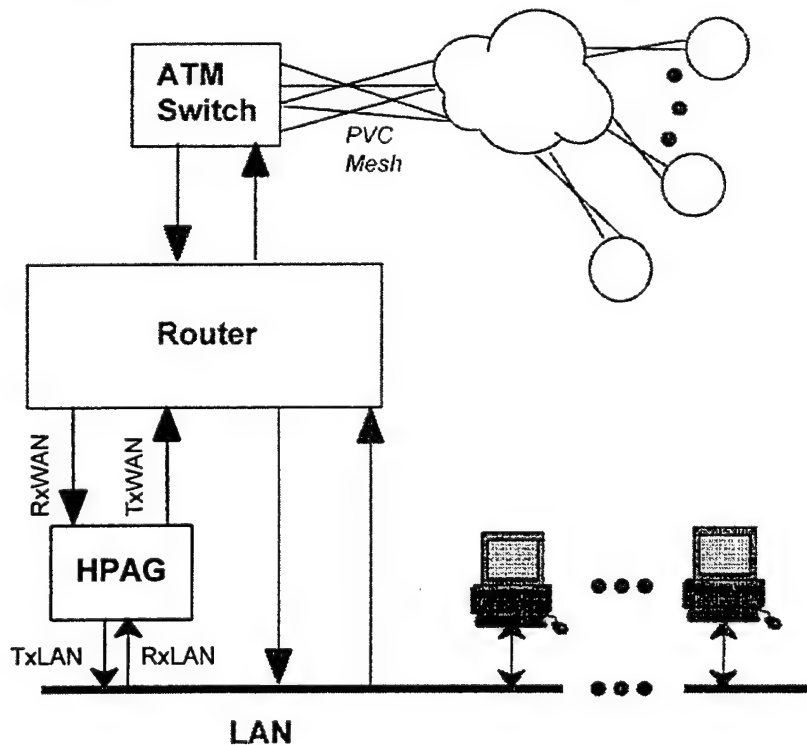 ATM
Switch
PVC
Mesh
Router
RxWAN
TxWAN
HPAG
TxLAN
RxLAN
LAN